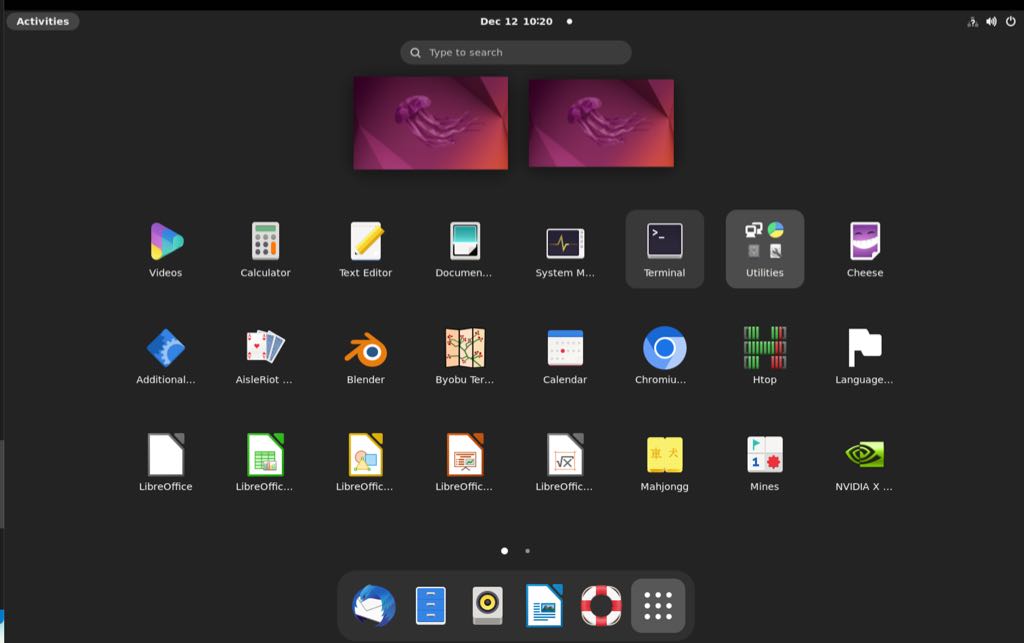 Activities
Dec 12 10:20
Type to search
Videos
Calculator
Text Editor
Documen...
System M...
>_
Terminal
Utilities
Cheese
Additional...
AisleRiot ...
Blender
Byobu Ter...
Calendar
Chromiu...
Htop
Language...
LibreOffice
LibreOffic...
LibreOffic...
LibreOffic...
√x
LibreOffic...
Mahjongg
1
Mines
NVIDIA X ...